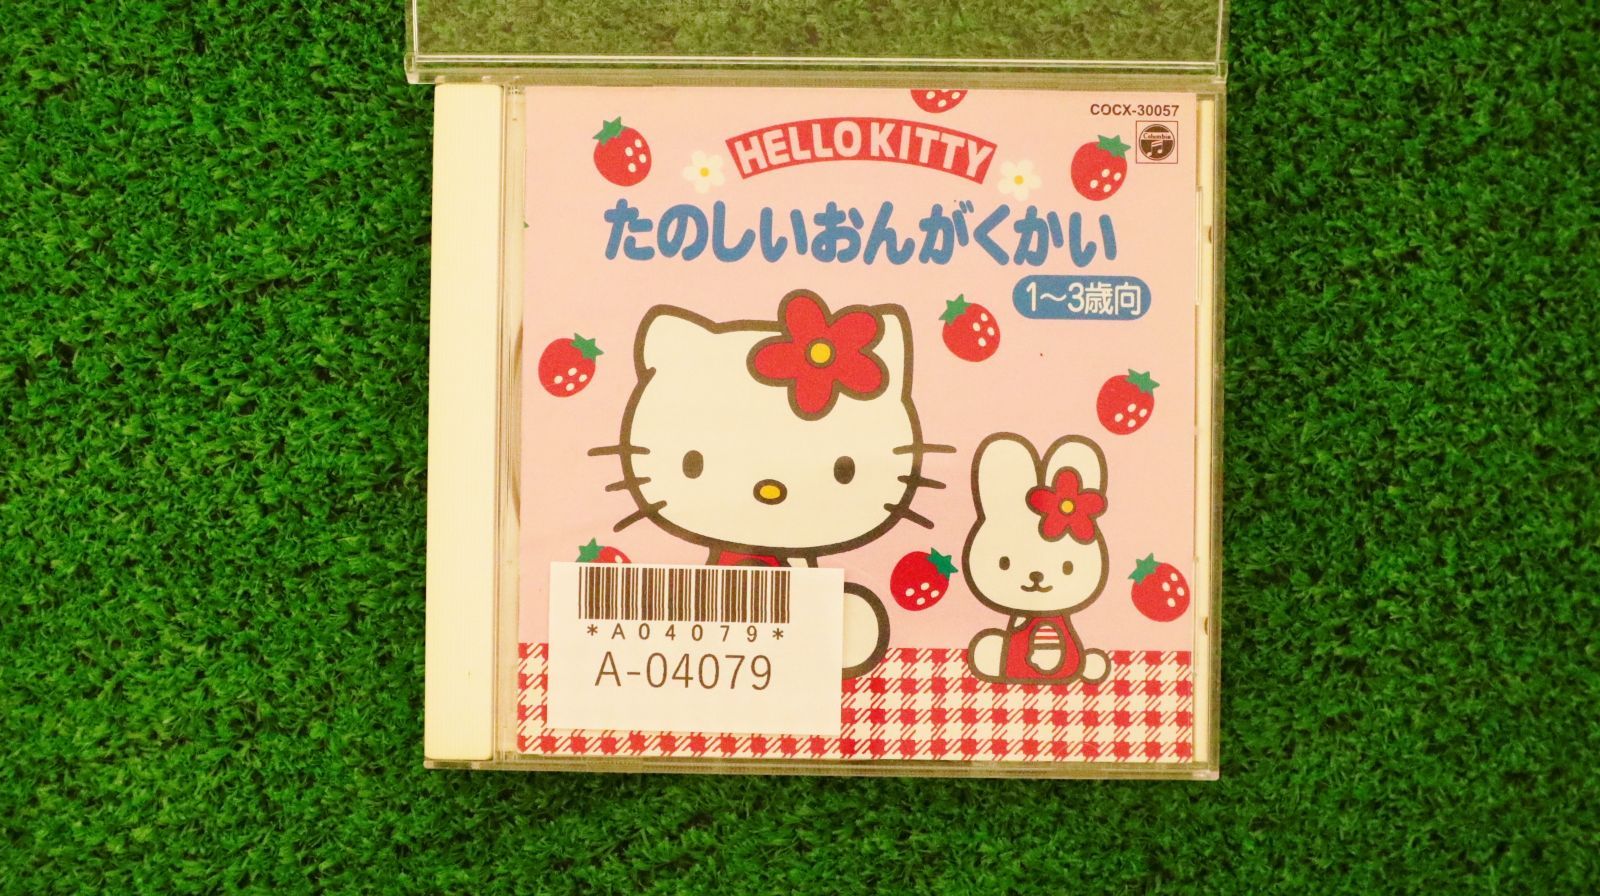 COCX-30057
Columbia
HELLO KITTY
たのしいおんがくかい
1〜3歳向
*A04079*
A-04079